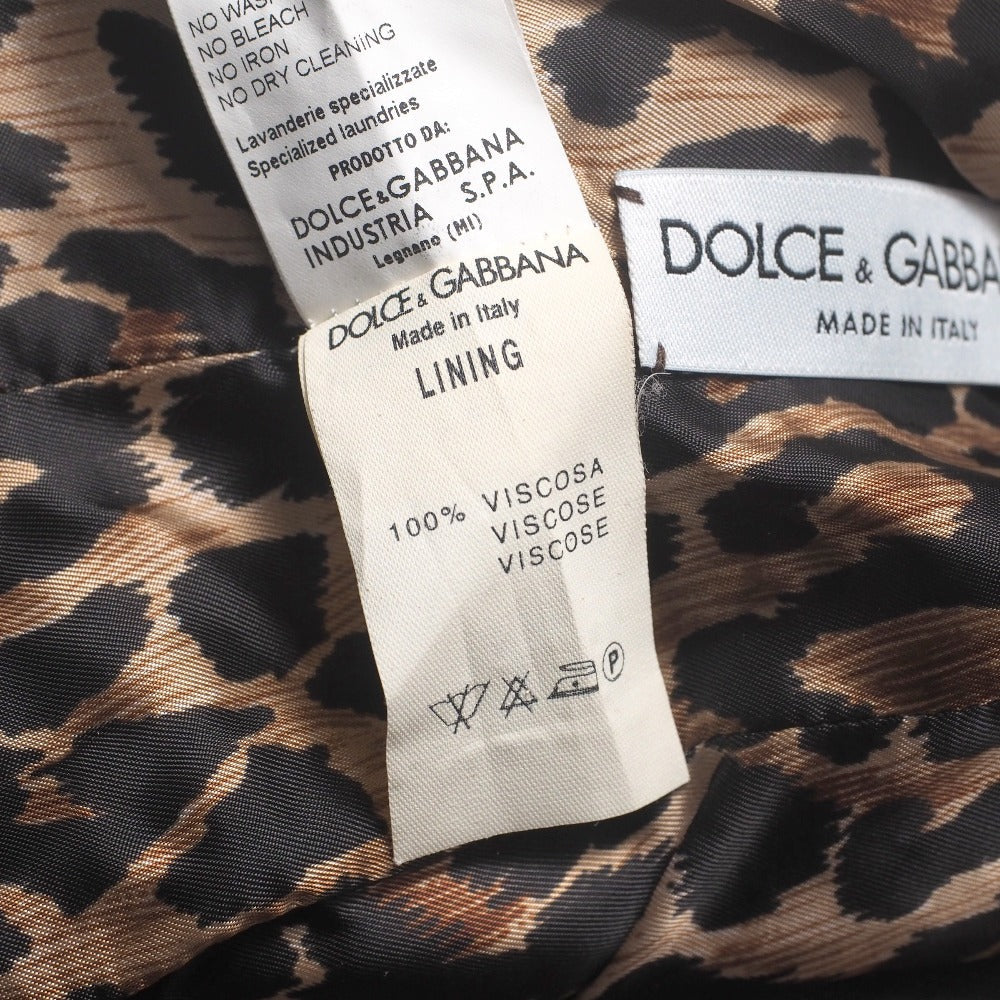 NO WASH
NO BLEACH
NO IRON
NO DRY CLEANING
Lavanderie specializzate
Specialized laundries
PRODOTTO DA:
DOLCE&GABBANA
INDUSTRIA S.P.A.
Legnano (MI)
DOLCE&GABBANA
Made in Italy
LINING
100% VISCOSA
VISCOSE
VISCOSE
P
DOLCE & GABBA
MADE IN ITALY